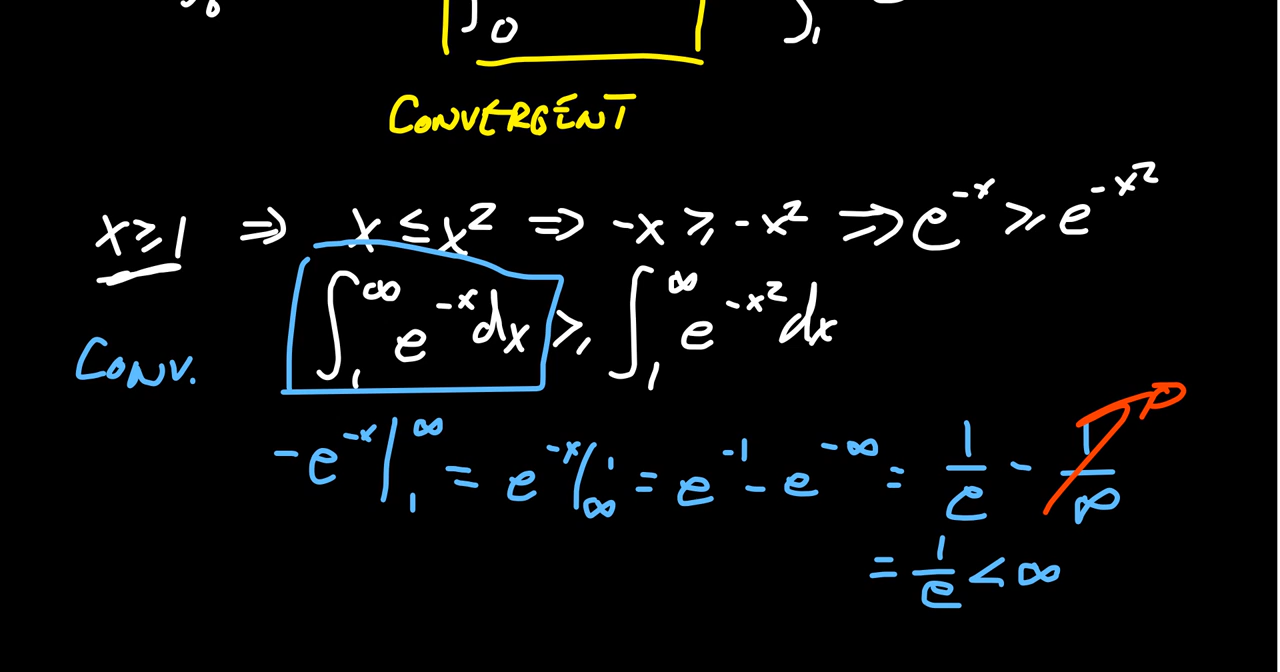 ∫₀ ∫₁
CONVERGENT
x ≥ 1 ⇒ x ≤ x² ⇒ -x ≥ -x² ⇒ e^{-x} ≥ e^{-x²}
∫₁^∞ e^{-x} dx ≥ ∫₁^∞ e^{-x²} dx
CONV.
-e^{-x} |₁^∞ = e^{-x} |_∞^1 = e^{-1} - e^{-∞} = 1/e - 1/∞ 0
= 1/e < ∞